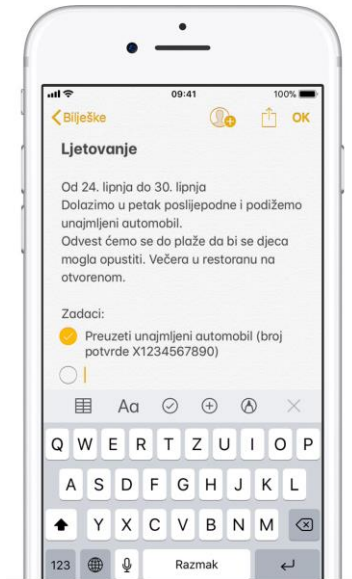 09:41
100%
Bilješke
OK
Ljetovanje
Od 24. lipnja do 30. lipnja
Dolazimo u petak poslijepodne i podižemo
unajmljeni automobil.
Odvest ćemo se do plaže da bi se djeca
mogla opustiti. Večera u restoranu na
otvorenom.
Zadaci:
Preuzeti unajmljeni automobil (broj
potvrde X1234567890)
Aa
Q W E R T Z U I O P
A S D F G H J K L
Y X C V B N M
123 Razmak